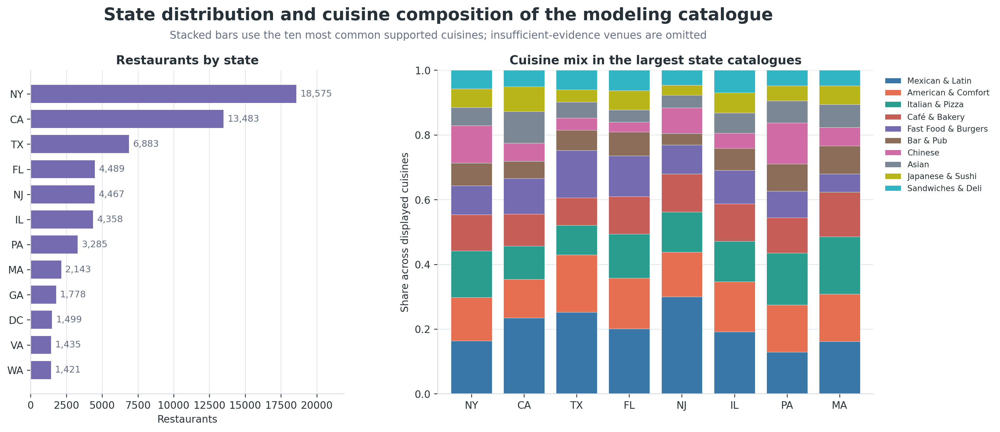 State distribution and cuisine composition of the modeling catalogue
Stacked bars use the ten most common supported cuisines; insufficient-evidence venues are omitted
Restaurants by state
NY 18,575
CA 13,483
TX 6,883
FL 4,489
NJ 4,467
IL 4,358
PA 3,285
MA 2,143
GA 1,778
DC 1,499
VA 1,435
WA 1,421
0 2500 5000 7500 10000 12500 15000 17500 20000
Restaurants
Cuisine mix in the largest state catalogues
Share across displayed cuisines
1.0
0.8
0.6
0.4
0.2
0.0
NY CA TX FL NJ IL PA MA
Mexican & Latin
American & Comfort
Italian & Pizza
Café & Bakery
Fast Food & Burgers
Bar & Pub
Chinese
Asian
Japanese & Sushi
Sandwiches & Deli